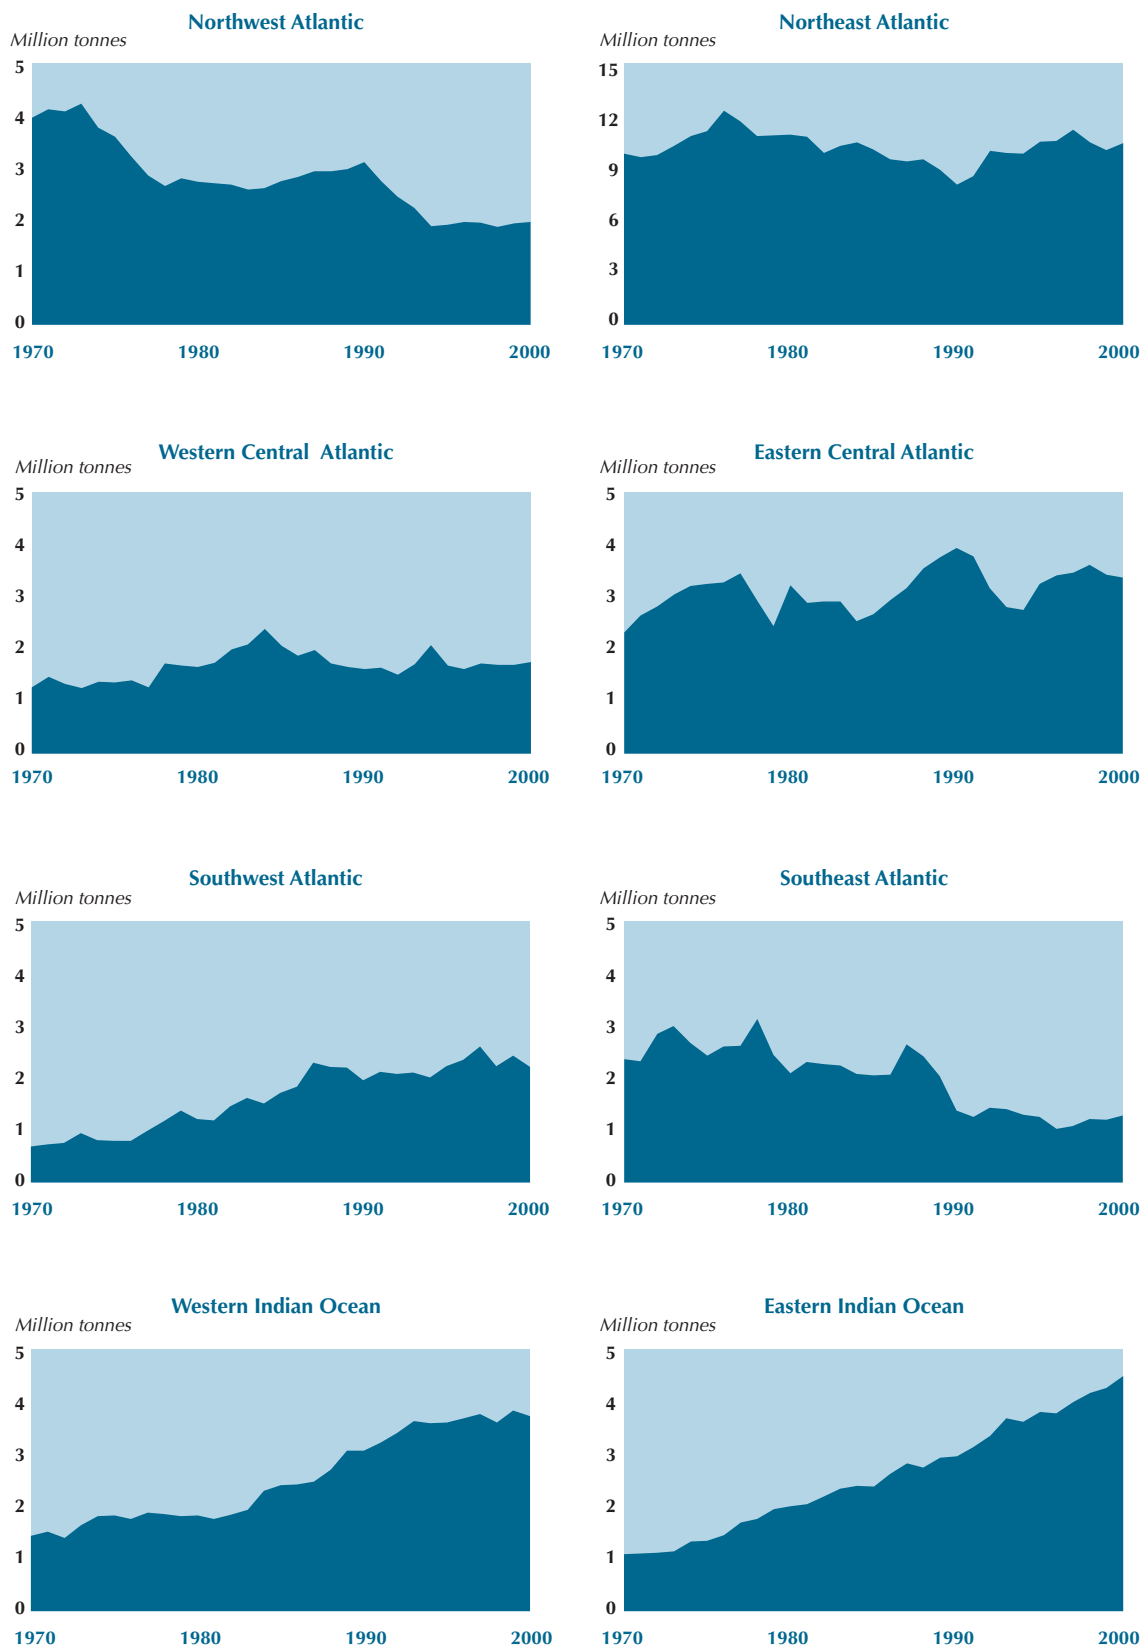 Northwest Atlantic
Million tonnes
5
4
3
2
1
0
1970 1980 1990 2000
Northeast Atlantic
Million tonnes
15
12
9
6
3
0
1970 1980 1990 2000
Western Central Atlantic
Million tonnes
5
4
3
2
1
0
1970 1980 1990 2000
Eastern Central Atlantic
Million tonnes
5
4
3
2
1
0
1970 1980 1990 2000
Southwest Atlantic
Million tonnes
5
4
3
2
1
0
1970 1980 1990 2000
Southeast Atlantic
Million tonnes
5
4
3
2
1
0
1970 1980 1990 2000
Western Indian Ocean
Million tonnes
5
4
3
2
1
0
1970 1980 1990 2000
Eastern Indian Ocean
Million tonnes
5
4
3
2
1
0
1970 1980 1990 2000